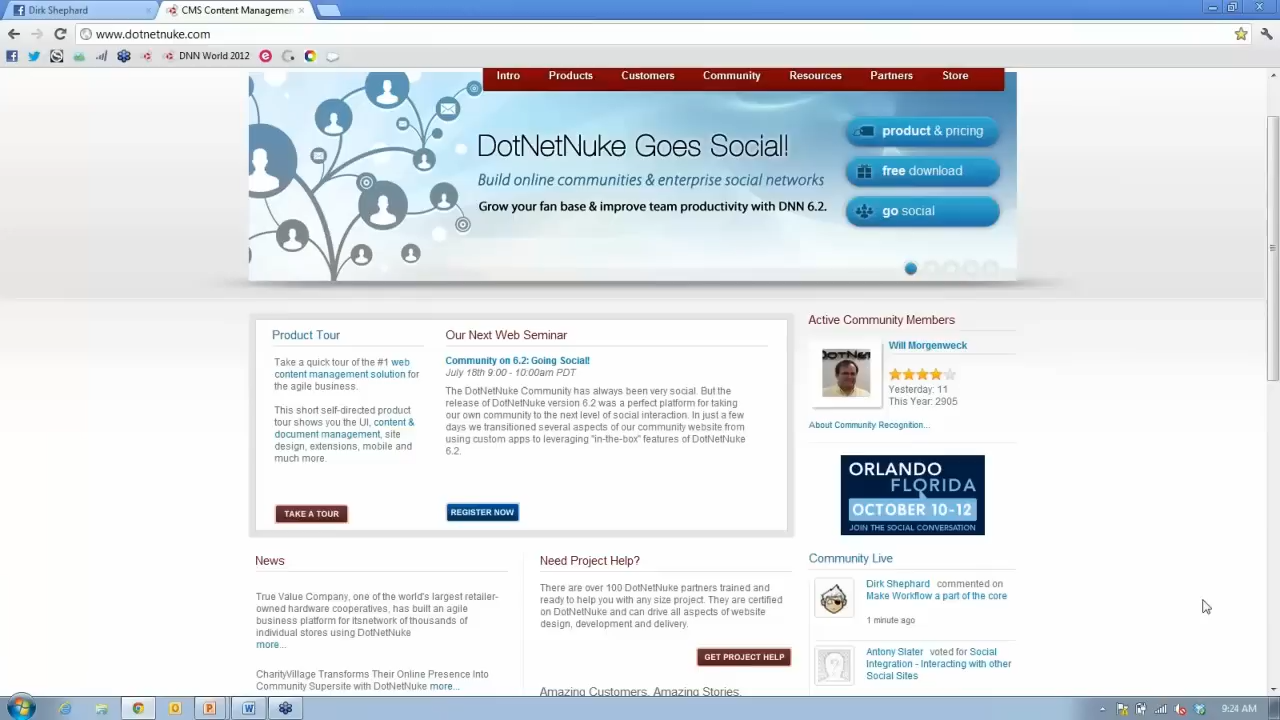 Dirk Shephard
CMS Content Managemen
www.dotnetnuke.com
DNN World 2012
Intro Products Customers Community Resources Partners Store
DotNetNuke Goes Social!
Build online communities & enterprise social networks
Grow your fan base & improve team productivity with DNN 6.2.
product & pricing
free download
go social
Product Tour
Take a quick tour of the #1 web
content management solution for
the agile business.
This short self-directed product
tour shows you the UI, content &
document management, site
design, extensions, mobile and
much more.
TAKE A TOUR
Our Next Web Seminar
Community on 6.2: Going Social!
July 18th 9:00 - 10:00am PDT
The DotNetNuke Community has always been very social. But the
release of DotNetNuke version 6.2 was a perfect platform for taking
our own community to the next level of social interaction. In just a few
days we transitioned several aspects of our community website from
using custom apps to leveraging "in-the-box" features of DotNetNuke
6.2.
REGISTER NOW
Active Community Members
Will Morgenweck
Yesterday: 11
This Year: 2905
About Community Recognition...
ORLANDO
FLORIDA
OCTOBER 10-12
JOIN THE SOCIAL CONVERSATION
News
True Value Company, one of the world's largest retailer-
owned hardware cooperatives, has built an agile
business platform for itsnetwork of thousands of
individual stores using DotNetNuke
more...
CharityVillage Transforms Their Online Presence Into
Community Supersite with DotNetNuke more...
Need Project Help?
There are over 100 DotNetNuke partners trained and
ready to help you with any size project. They are certified
on DotNetNuke and can drive all aspects of website
design, development and delivery.
GET PROJECT HELP
Amazing Customers. Amazing Stories.
Community Live
Dirk Shephard commented on
Make Workflow a part of the core
1 minute ago
Antony Slater voted for Social
Integration - Interacting with other
Social Sites
9:24 AM